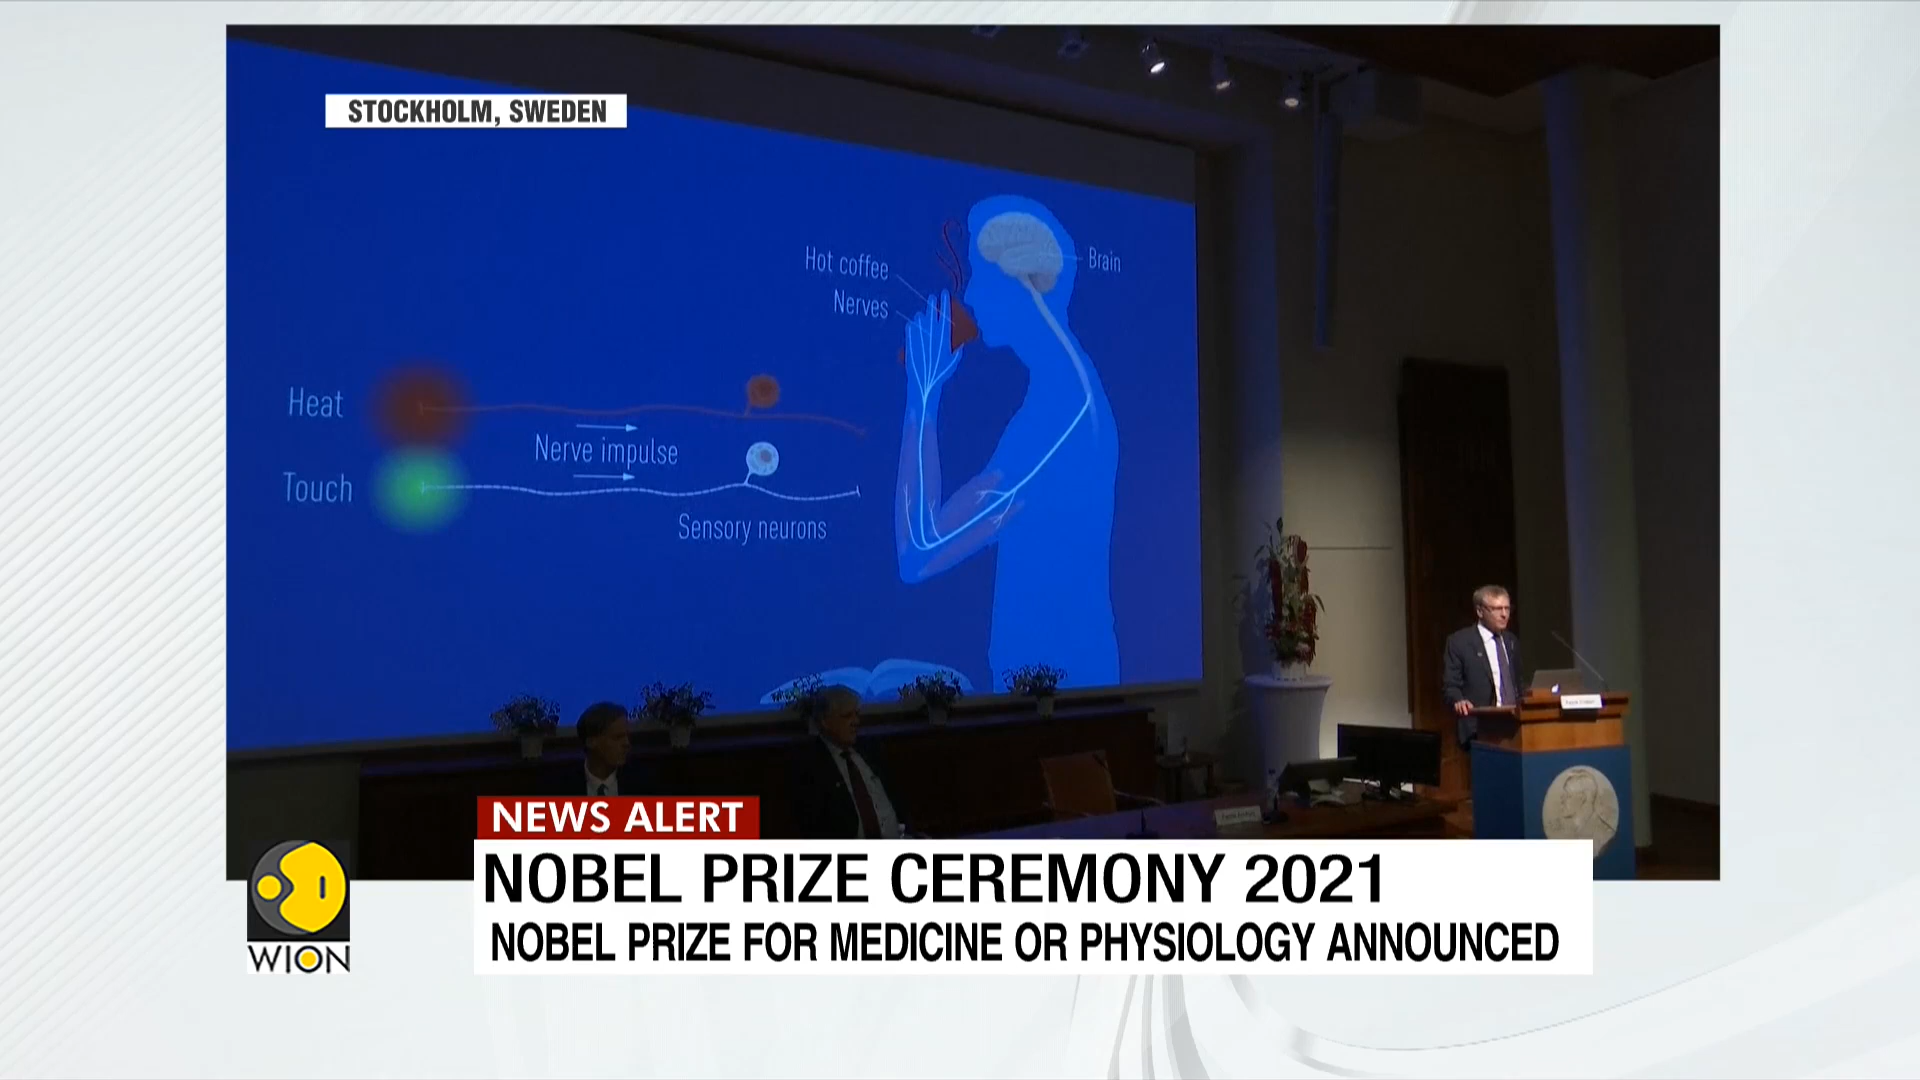 STOCKHOLM, SWEDEN
Hot coffee
Nerves
Brain
Heat
Nerve impulse
Touch
Sensory neurons
NEWS ALERT
NOBEL PRIZE CEREMONY 2021
NOBEL PRIZE FOR MEDICINE OR PHYSIOLOGY ANNOUNCED
WION